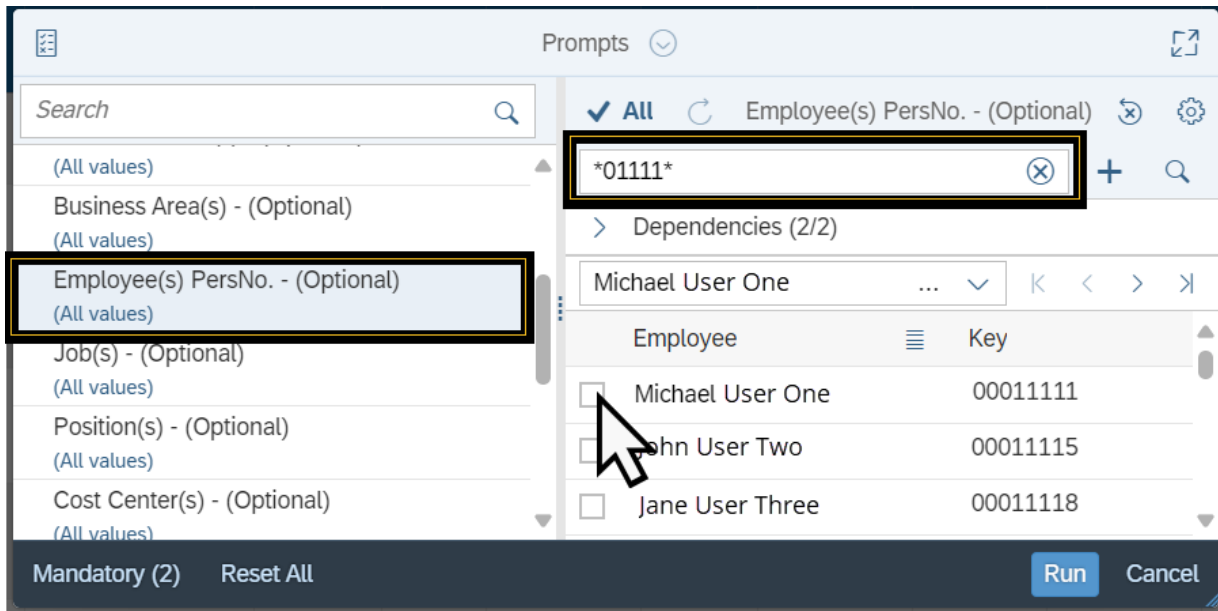 Prompts
Search
(All values)
Business Area(s) - (Optional)
(All values)
Employee(s) PersNo. - (Optional)
(All values)
Job(s) - (Optional)
(All values)
Position(s) - (Optional)
(All values)
Cost Center(s) - (Optional)
(All values)
All
Employee(s) PersNo. - (Optional)
*01111*
Dependencies (2/2)
Michael User One ...
Employee Key
Michael User One 00011111
John User Two 00011115
Jane User Three 00011118
Mandatory (2) Reset All Run Cancel